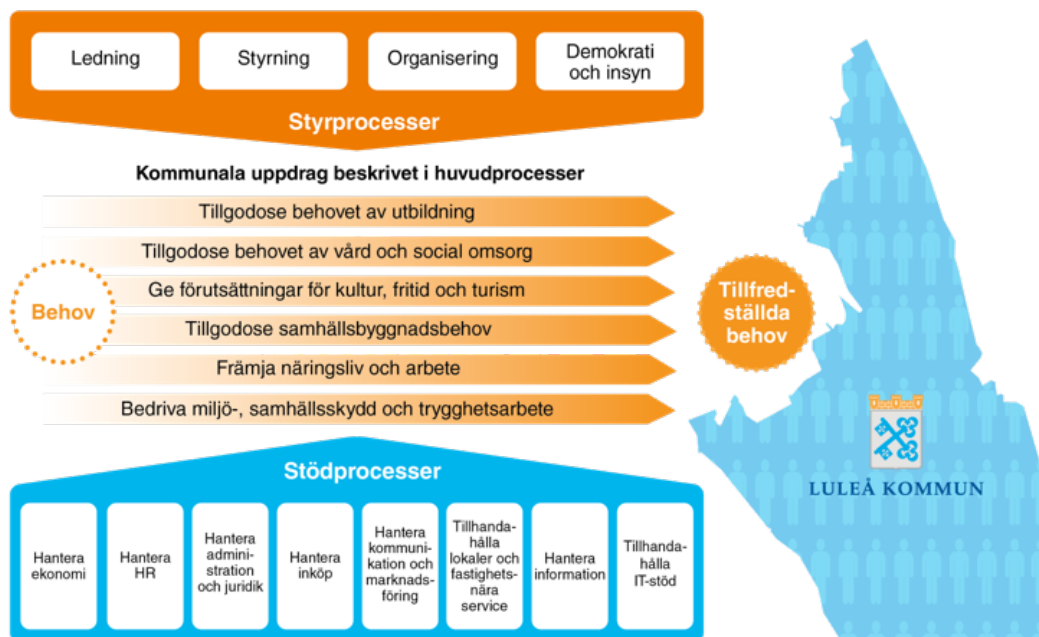 Ledning
Styrning
Organisering
Demokrati
och insyn
Styrprocesser
Kommunala uppdrag beskrivet i huvudprocesser
Behov
Tillgodose behovet av utbildning
Tillgodose behovet av vård och social omsorg
Ge förutsättningar för kultur, fritid och turism
Tillgodose samhällsbyggnadsbehov
Främja näringsliv och arbete
Bedriva miljö-, samhällsskydd och trygghetsarbete
Tillfred-
ställda
behov
LULEÅ KOMMUN
Stödprocesser
Hantera
ekonomi
Hantera
HR
Hantera
admini-
stration
och juridik
Hantera
inköp
Hantera
kommuni-
kation och
marknads-
föring
Tillhanda-
hålla
lokaler och
fastighets-
nära
service
Hantera
information
Tillhanda-
hålla
IT-stöd